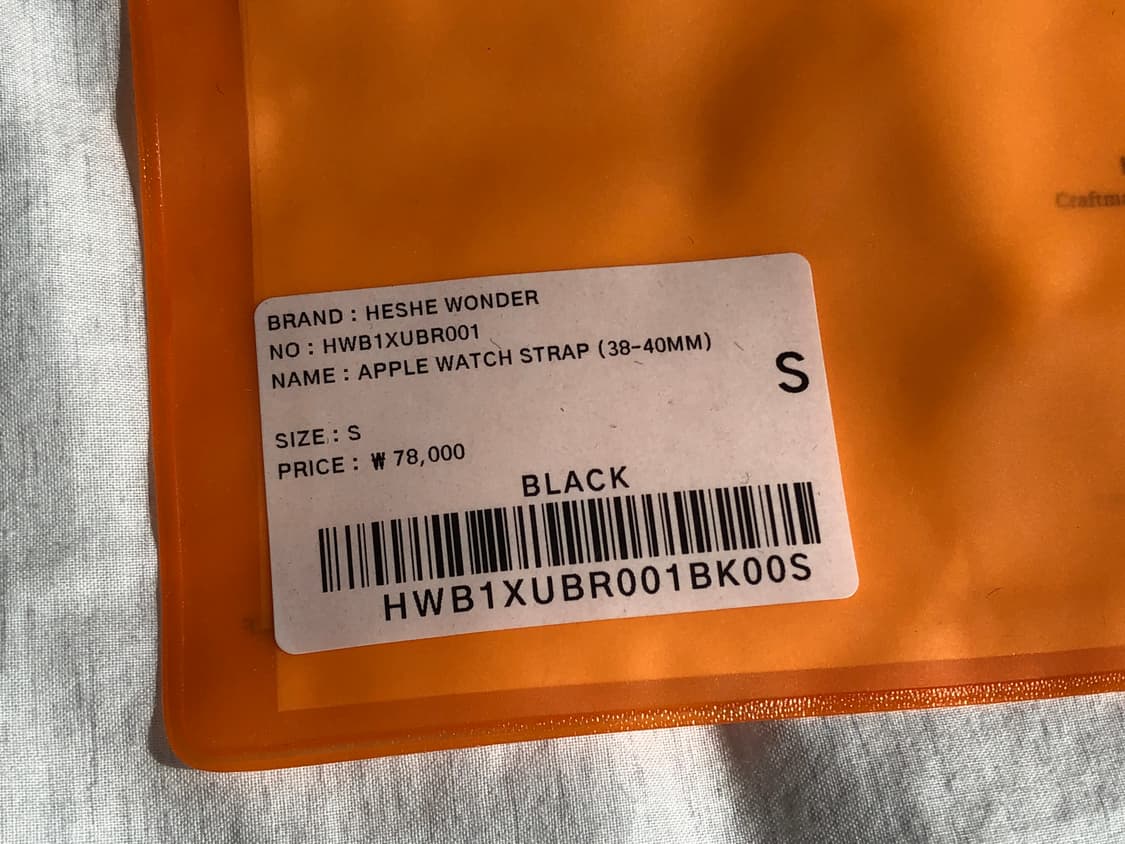 BRAND : HESHE WONDER
NO : HWB1XUBR001
NAME : APPLE WATCH STRAP (38-40MM)
S
SIZE : S
PRICE : ₩ 78,000
BLACK
HWB1XUBR001BK00S